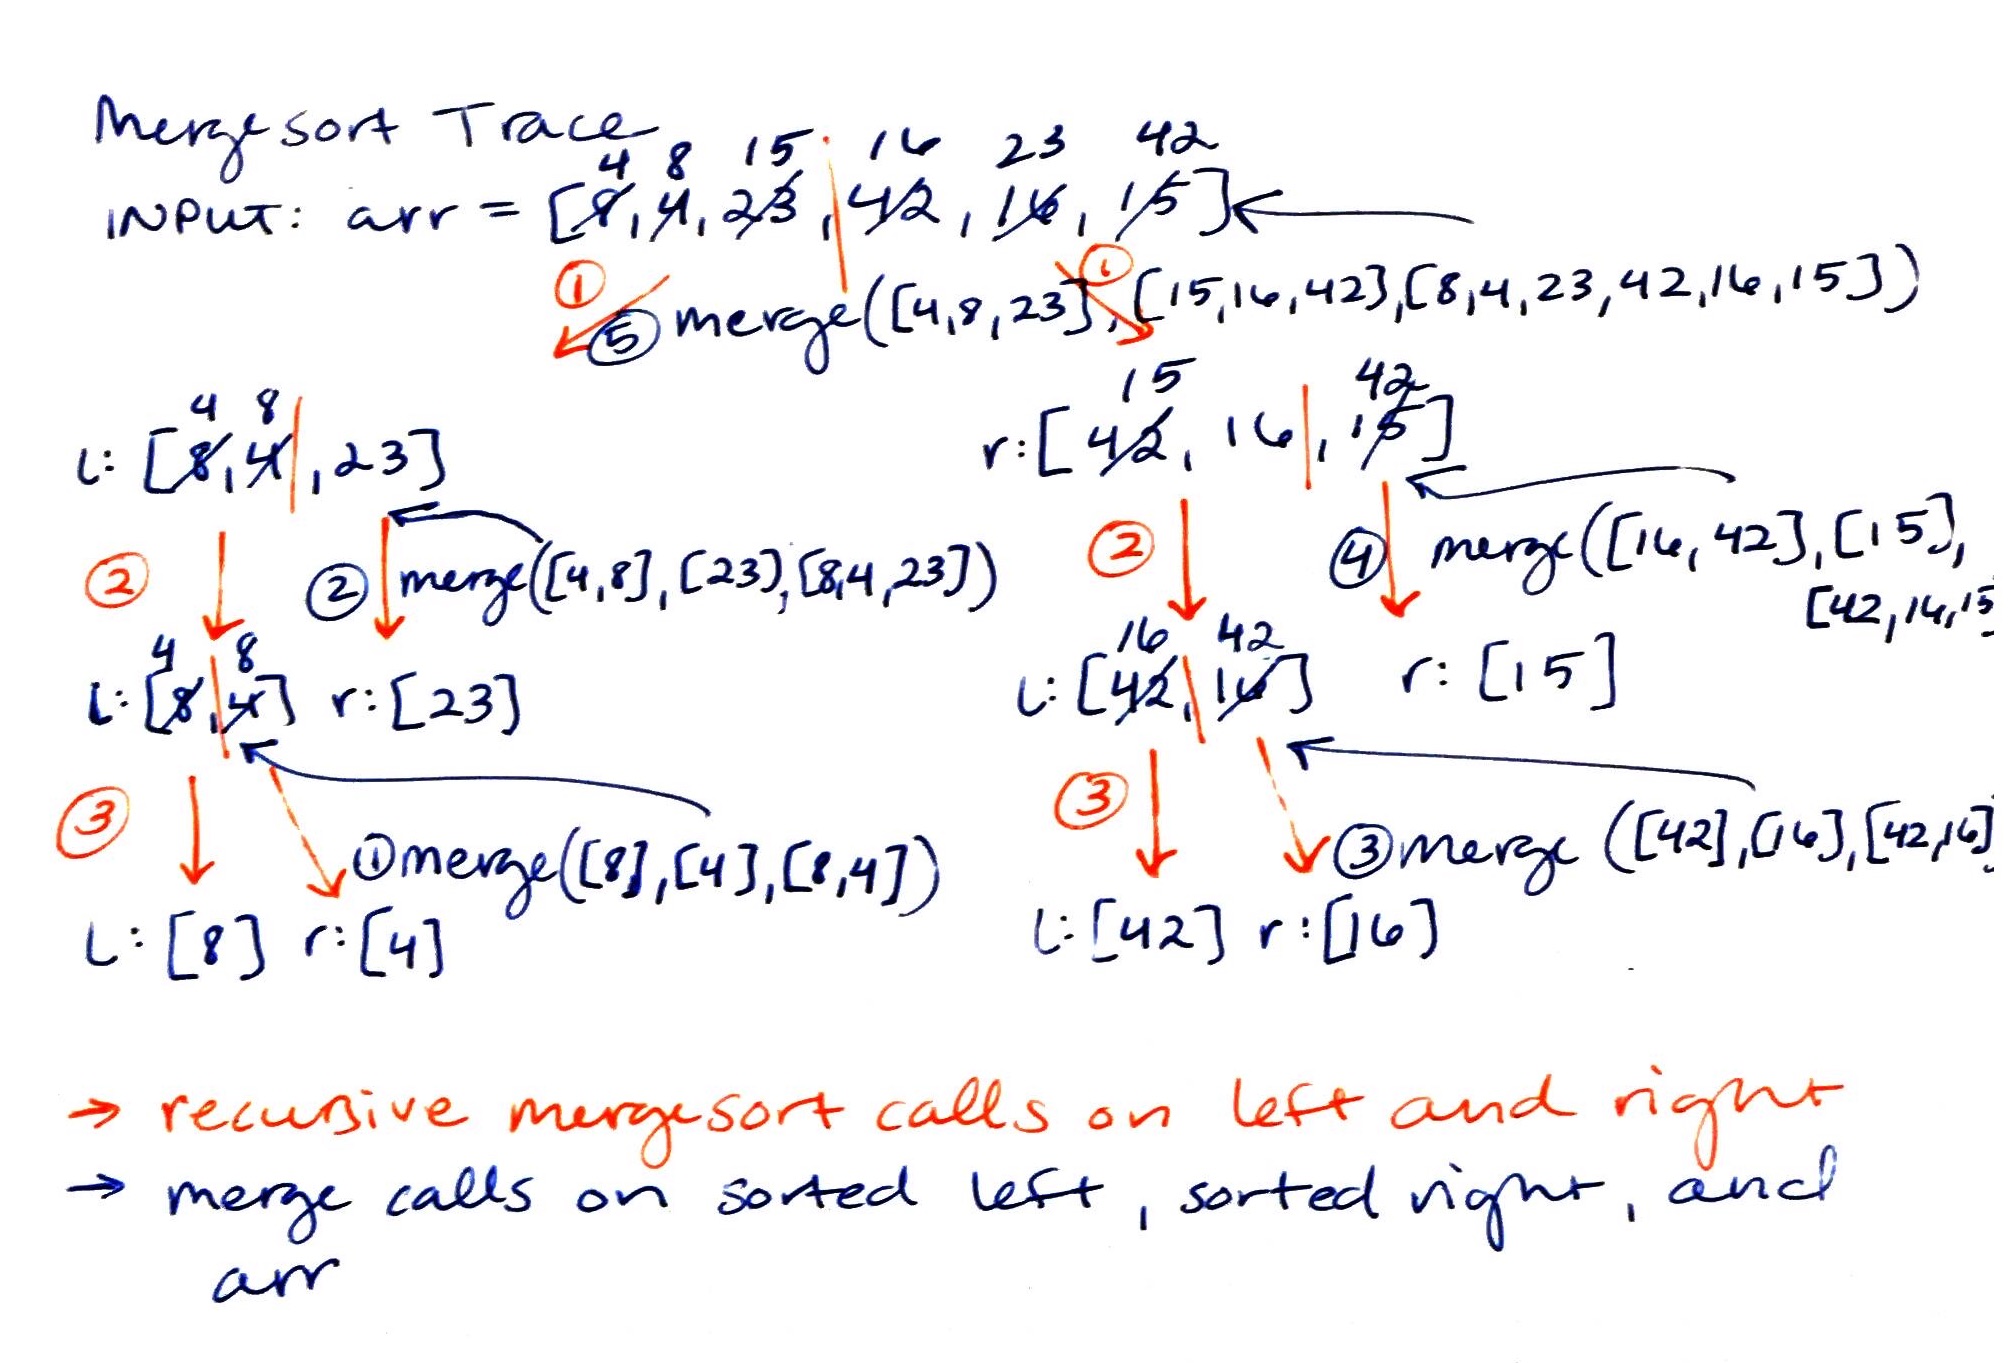 Mergesort Trace
4 8 15 16 23 42
INPUT: arr = [8, 4, 23, 42, 16, 15]
① ①
⑤ merge([4,8,23], [15,16,42], [8,4,23,42,16,15])
4 8
l: [8, 4, 23]
15 42
r: [42, 16, 15]
② ② merge([4,8], [23], [8,4,23])
② ④ merge([16,42], [15],
[42,16,15
4 8
l: [8,4] r: [23]
16 42
l: [42, 16] r: [15]
③ ① merge([8], [4], [8,4])
③ ③ merge ([42], [16], [42,16]
l: [8] r: [4]
l: [42] r: [16]
→ recursive mergesort calls on left and right
→ merge calls on sorted left, sorted right, and
arr